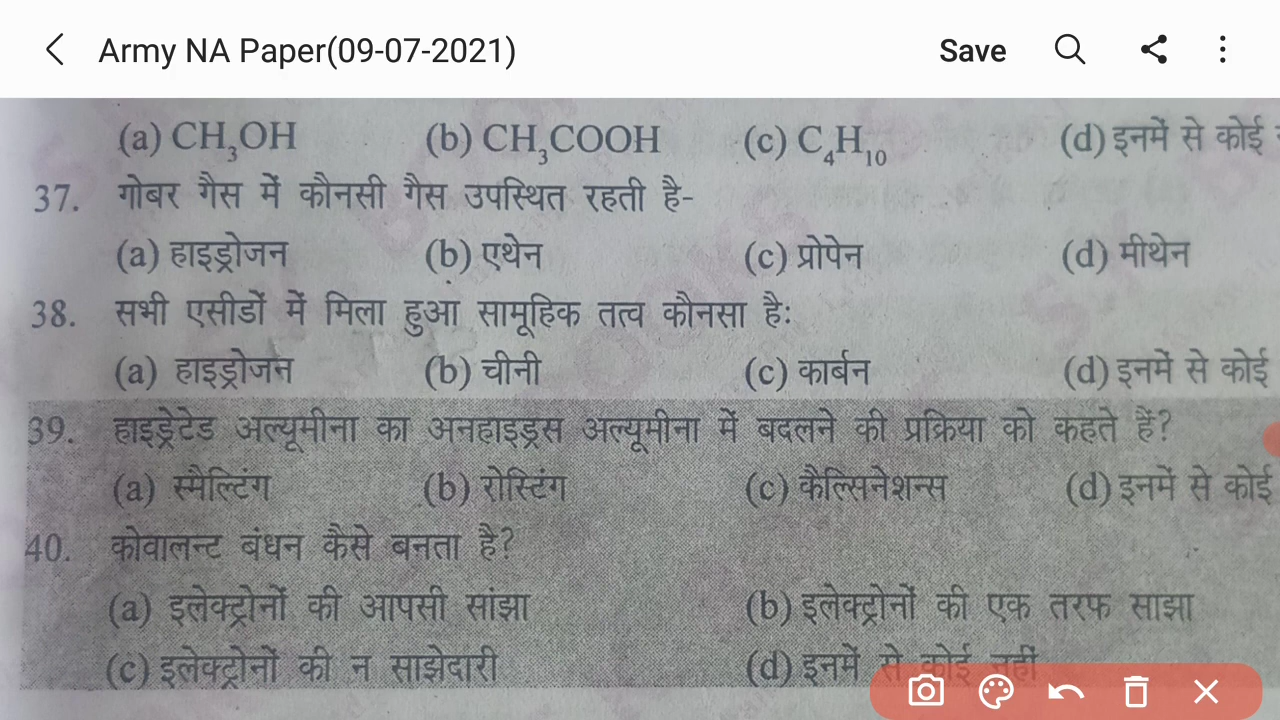 Army NA Paper(09-07-2021) Save
(a) CH₃OH (b) CH₃COOH (c) C₄H₁₀ (d) इनमें से कोई
37. गोबर गैस में कौनसी गैस उपस्थित रहती है-
(a) हाइड्रोजन (b) एथेन (c) प्रोपेन (d) मीथेन
38. सभी एसीडों में मिला हुआ सामूहिक तत्व कौनसा हैः
(a) हाइड्रोजन (b) चीनी (c) कार्बन (d) इनमें से कोई
39. हाइड्रेटेड अल्यूमीना का अनहाइड्रस अल्यूमीना में बदलने की प्रक्रिया को कहते हैं?
(a) स्मैल्टिंग (b) रोस्टिंग (c) कैल्सिनेशन्स (d) इनमें से कोई
40. कोवालन्ट बंधन कैसे बनता है?
(a) इलेक्ट्रोनों की आपसी सांझा (b) इलेक्ट्रोनों की एक तरफ साझा
(c) इलेक्ट्रोनों की न साझेदारी (d) इनमें से कोई नहीं